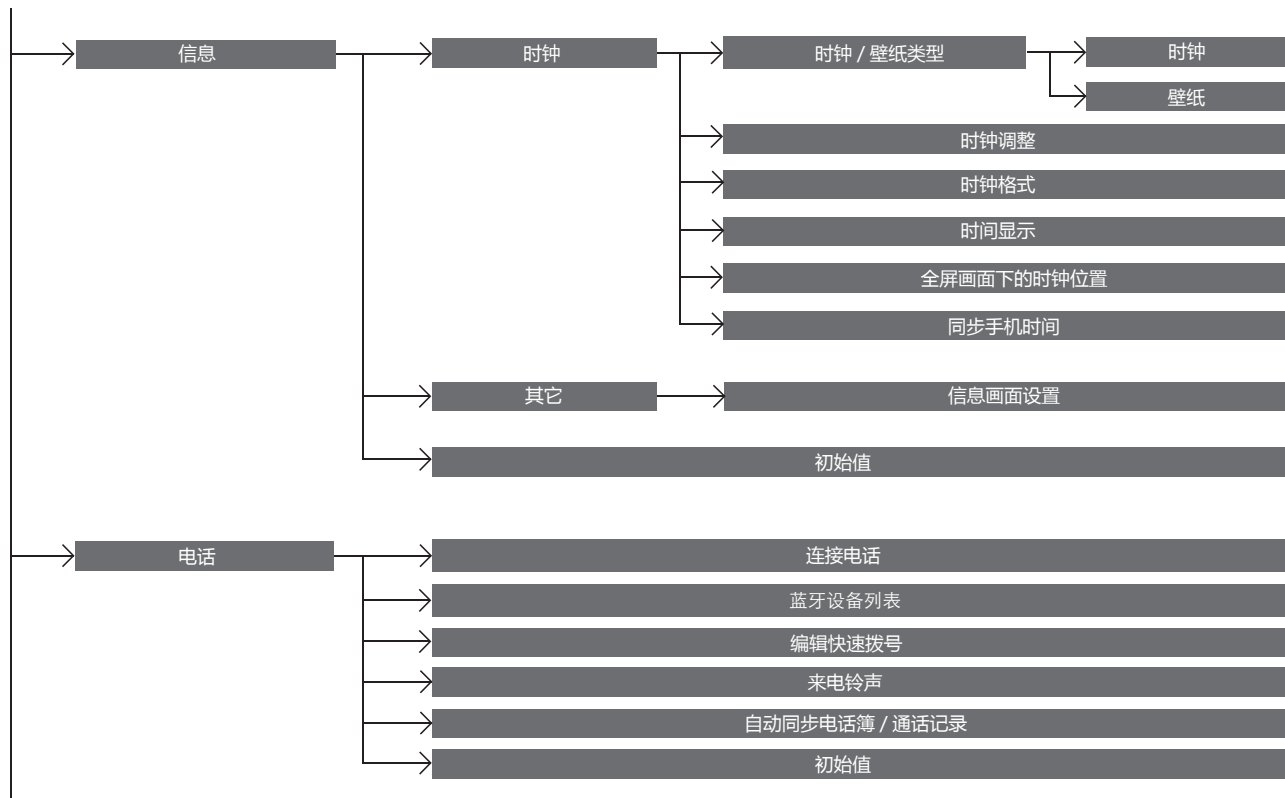 信息
时钟
时钟 / 壁纸类型
时钟
壁纸
时钟调整
时钟格式
时间显示
全屏画面下的时钟位置
同步手机时间
其它
信息画面设置
初始值
电话
连接电话
蓝牙设备列表
编辑快速拨号
来电铃声
自动同步电话簿 / 通话记录
初始值